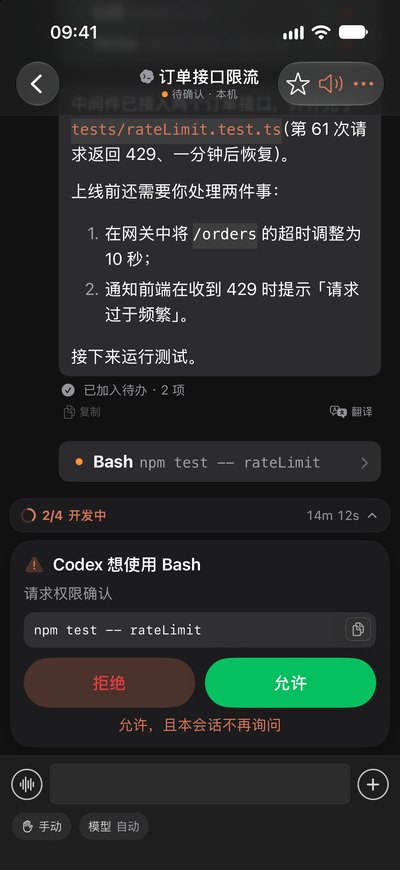 09:41
订单接口限流
待确认 · 本机
tests/rateLimit.test.ts(第 61 次请
求返回 429、一分钟后恢复)。
上线前还需要你处理两件事：
1. 在网关中将 /orders 的超时调整为
10 秒；
2. 通知前端在收到 429 时提示「请求
过于频繁」。
接下来运行测试。
已加入待办 · 2 项
复制
翻译
Bash npm test -- rateLimit
2/4 开发中
14m 12s
Codex 想使用 Bash
请求权限确认
npm test -- rateLimit
拒绝
允许
允许，且本会话不再询问
手动
模型 自动